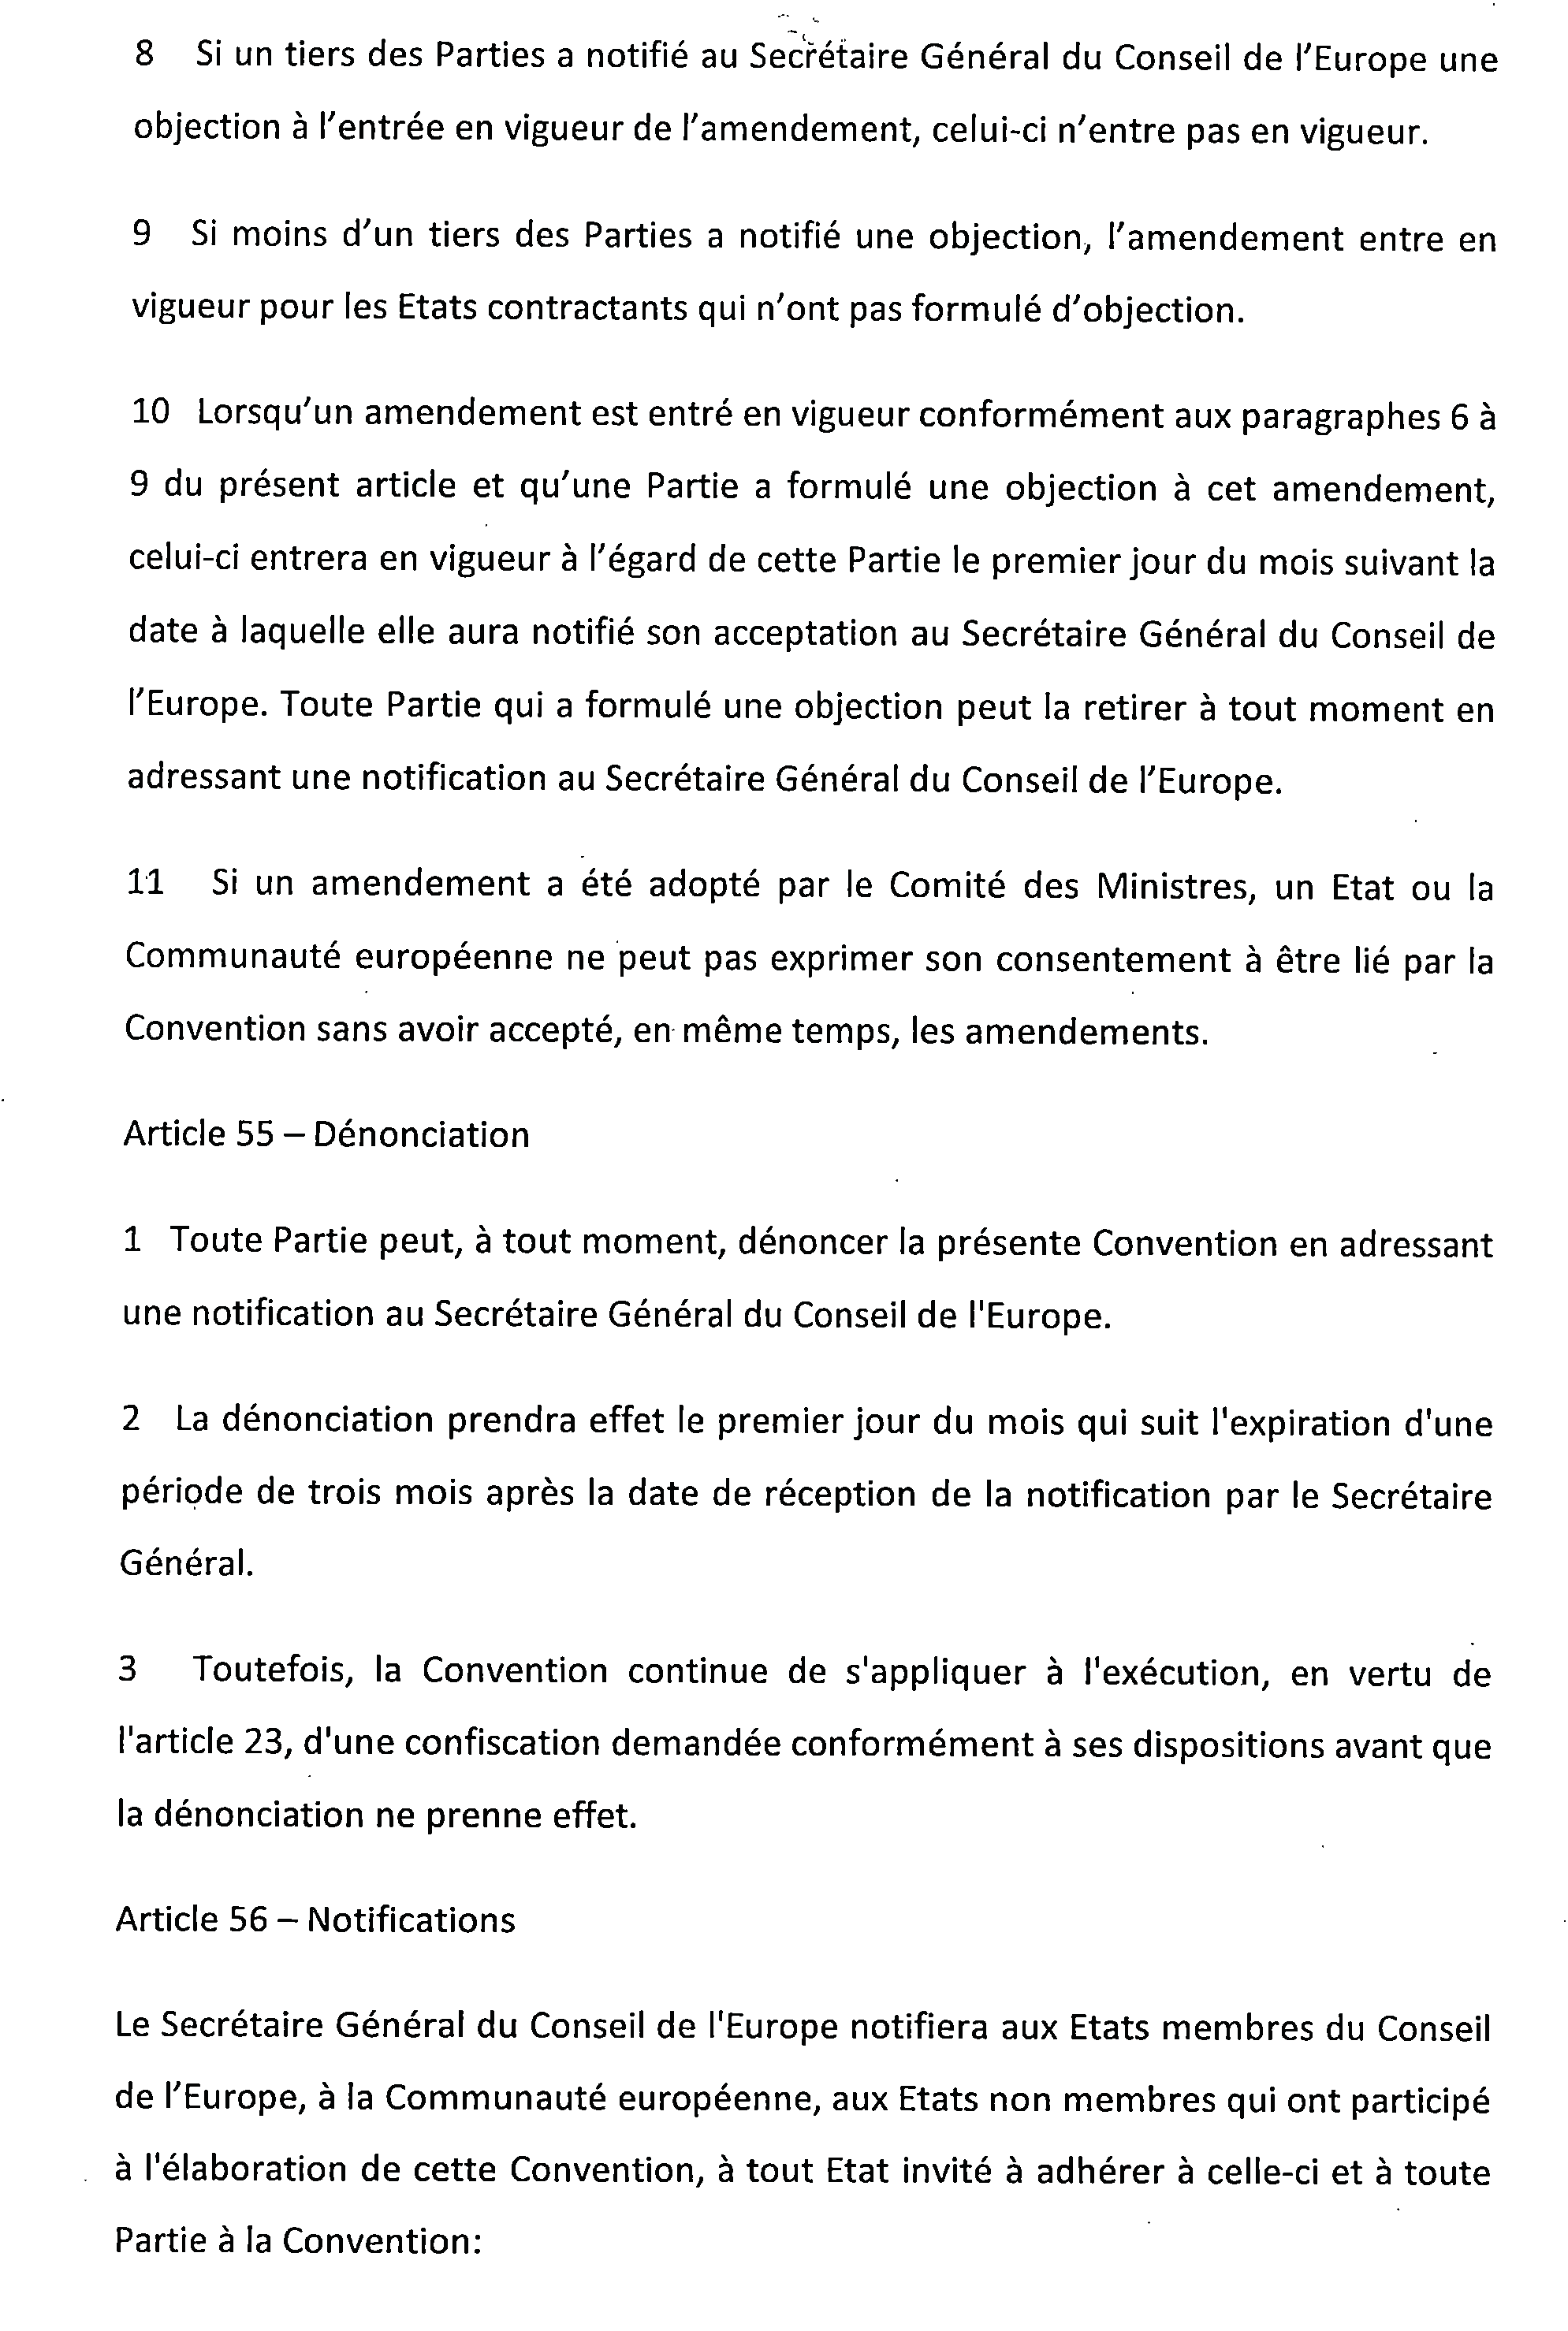 8 Si un tiers des Parties a notifié au Secrétaire Général du Conseil de l’Europe une
objection à l’entrée en vigueur de l’amendement, celui-ci n’entre pas en vigueur.
9 Si moins d’un tiers des Parties a notifié une objection, l’amendement entre en
vigueur pour les Etats contractants qui n’ont pas formulé d’objection.
10 Lorsqu’un amendement est entré en vigueur conformément aux paragraphes 6 à
9 du présent article et qu’une Partie a formulé une objection à cet amendement,
celui-ci entrera en vigueur à l’égard de cette Partie le premier jour du mois suivant la
date à laquelle elle aura notifié son acceptation au Secrétaire Général du Conseil de
l’Europe. Toute Partie qui a formulé une objection peut la retirer à tout moment en
adressant une notification au Secrétaire Général du Conseil de l’Europe.
11 Si un amendement a été adopté par le Comité des Ministres, un Etat ou la
Communauté européenne ne peut pas exprimer son consentement à être lié par la
Convention sans avoir accepté, en même temps, les amendements.
Article 55 – Dénonciation
1 Toute Partie peut, à tout moment, dénoncer la présente Convention en adressant
une notification au Secrétaire Général du Conseil de l'Europe.
2 La dénonciation prendra effet le premier jour du mois qui suit l'expiration d'une
période de trois mois après la date de réception de la notification par le Secrétaire
Général.
3 Toutefois, la Convention continue de s'appliquer à l'exécution, en vertu de
l'article 23, d'une confiscation demandée conformément à ses dispositions avant que
la dénonciation ne prenne effet.
Article 56 – Notifications
Le Secrétaire Général du Conseil de l'Europe notifiera aux Etats membres du Conseil
de l’Europe, à la Communauté européenne, aux Etats non membres qui ont participé
à l'élaboration de cette Convention, à tout Etat invité à adhérer à celle-ci et à toute
Partie à la Convention: